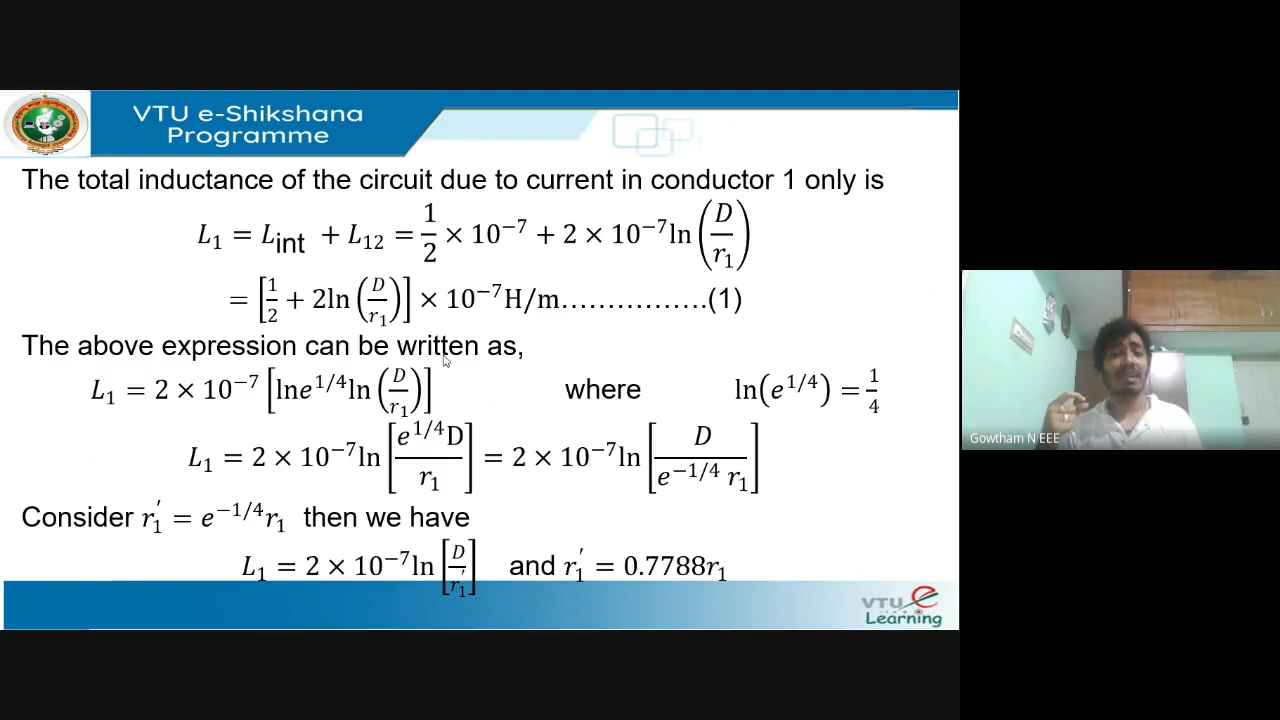 VTU e-Shikshana
Programme
The total inductance of the circuit due to current in conductor 1 only is
L₁ = L_int + L₁₂ = 1/2 × 10⁻⁷ + 2 × 10⁻⁷ln(D/r₁)
= [1/2 + 2ln(D/r₁)] × 10⁻⁷H/m……………(1)
The above expression can be written as,
L₁ = 2 × 10⁻⁷ [lne^(1/4)ln(D/r₁)] where ln(e^(1/4)) = 1/4
L₁ = 2 × 10⁻⁷ln[e^(1/4)D/r₁] = 2 × 10⁻⁷ln[D/(e^(−1/4) r₁)]
Consider r₁′ = e^(−1/4)r₁ then we have
L₁ = 2 × 10⁻⁷ln[D/r₁′] and r₁′ = 0.7788r₁
VTU e
Learning
Gowtham N EEE